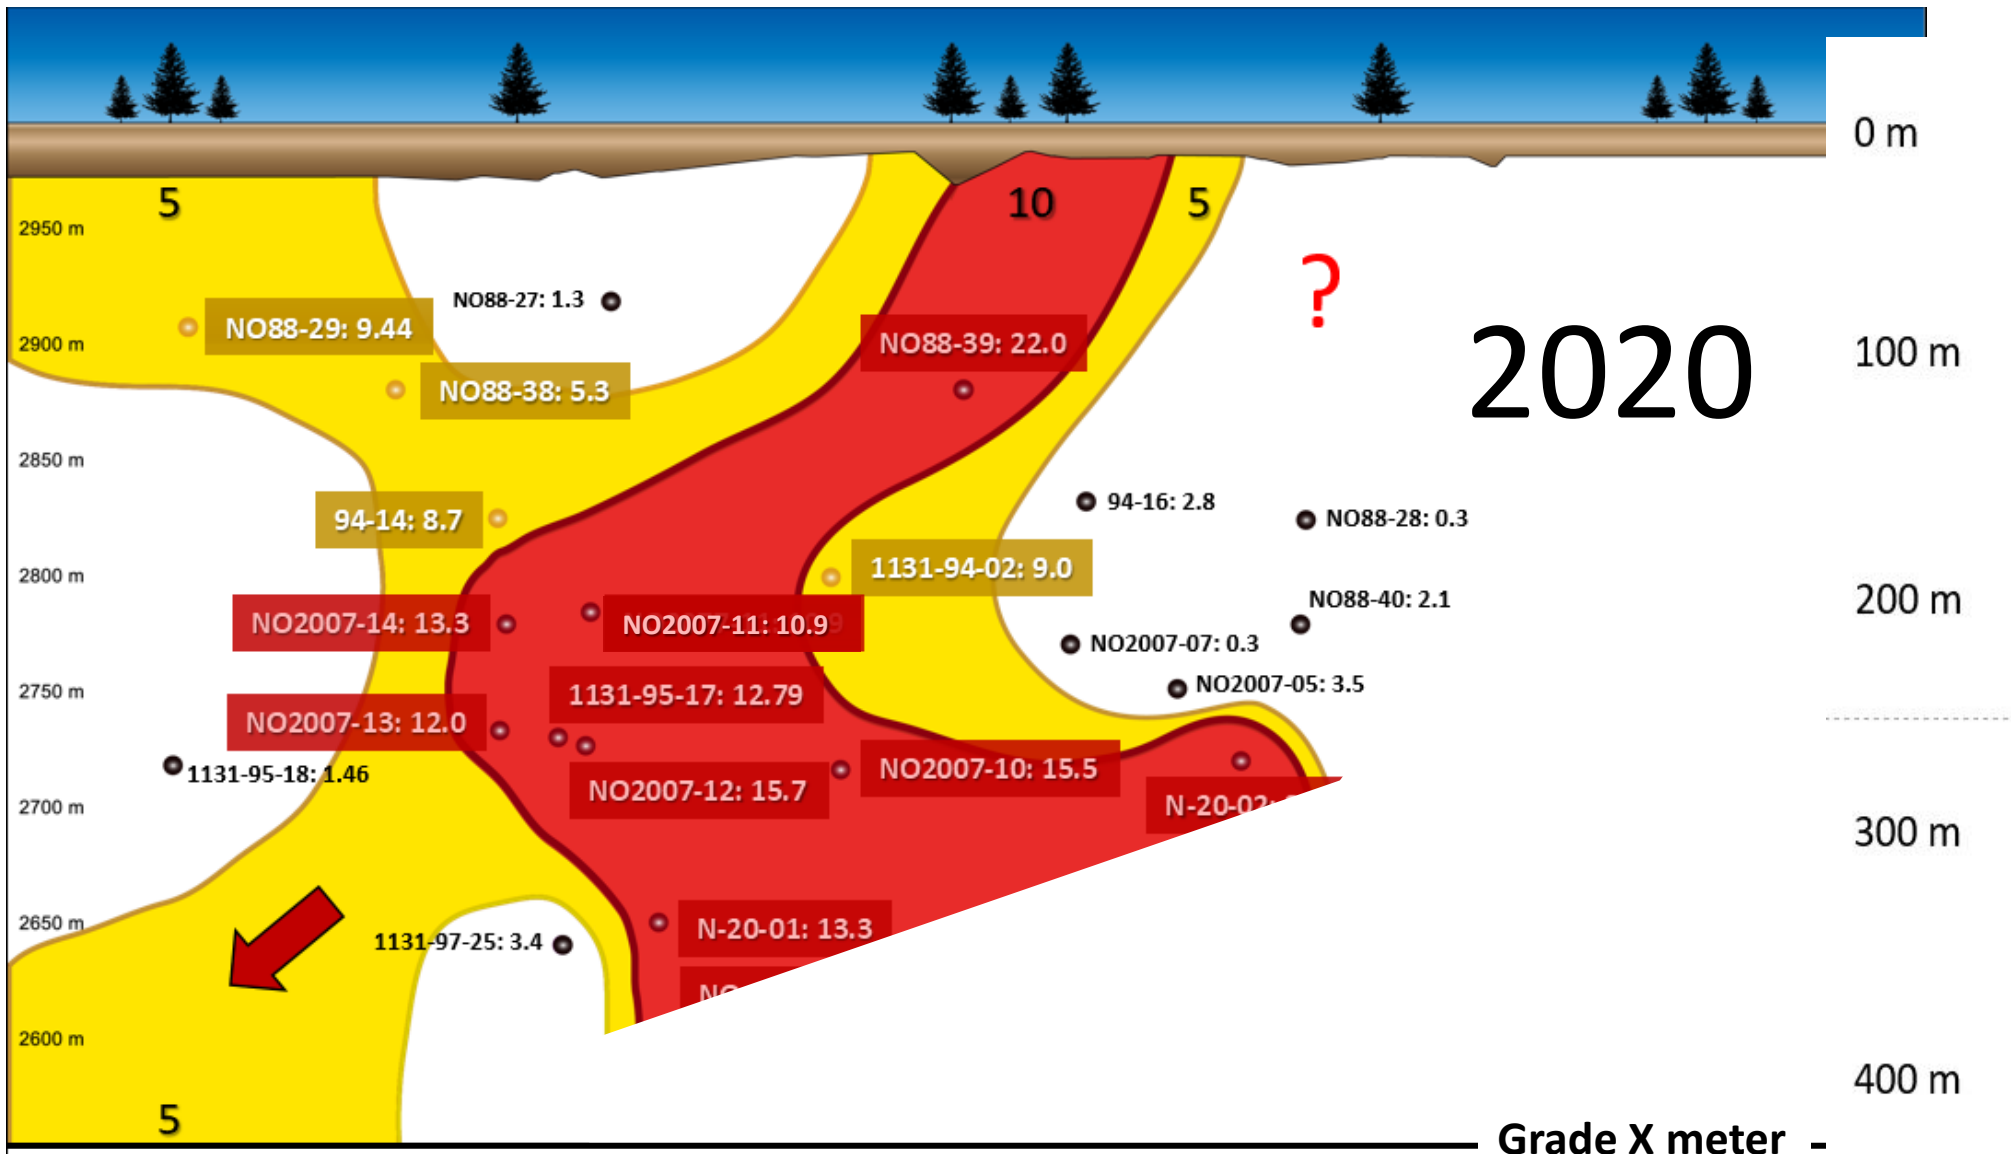 0 m
5
10
5
2950 m
NO88-27: 1.3
?
NO88-29: 9.44
2900 m
NO88-39: 22.0
2020
100 m
NO88-38: 5.3
2850 m
94-14: 8.7
94-16: 2.8
NO88-28: 0.3
2800 m
1131-94-02: 9.0
NO88-40: 2.1
200 m
NO2007-14: 13.3
NO2007-11: 10.9
NO2007-07: 0.3
2750 m
1131-95-17: 12.79
NO2007-05: 3.5
NO2007-13: 12.0
1131-95-18: 1.46
NO2007-10: 15.5
NO2007-12: 15.7
2700 m
N-20-02:
300 m
2650 m
N-20-01: 13.3
1131-97-25: 3.4
NO
2600 m
400 m
5
Grade X meter